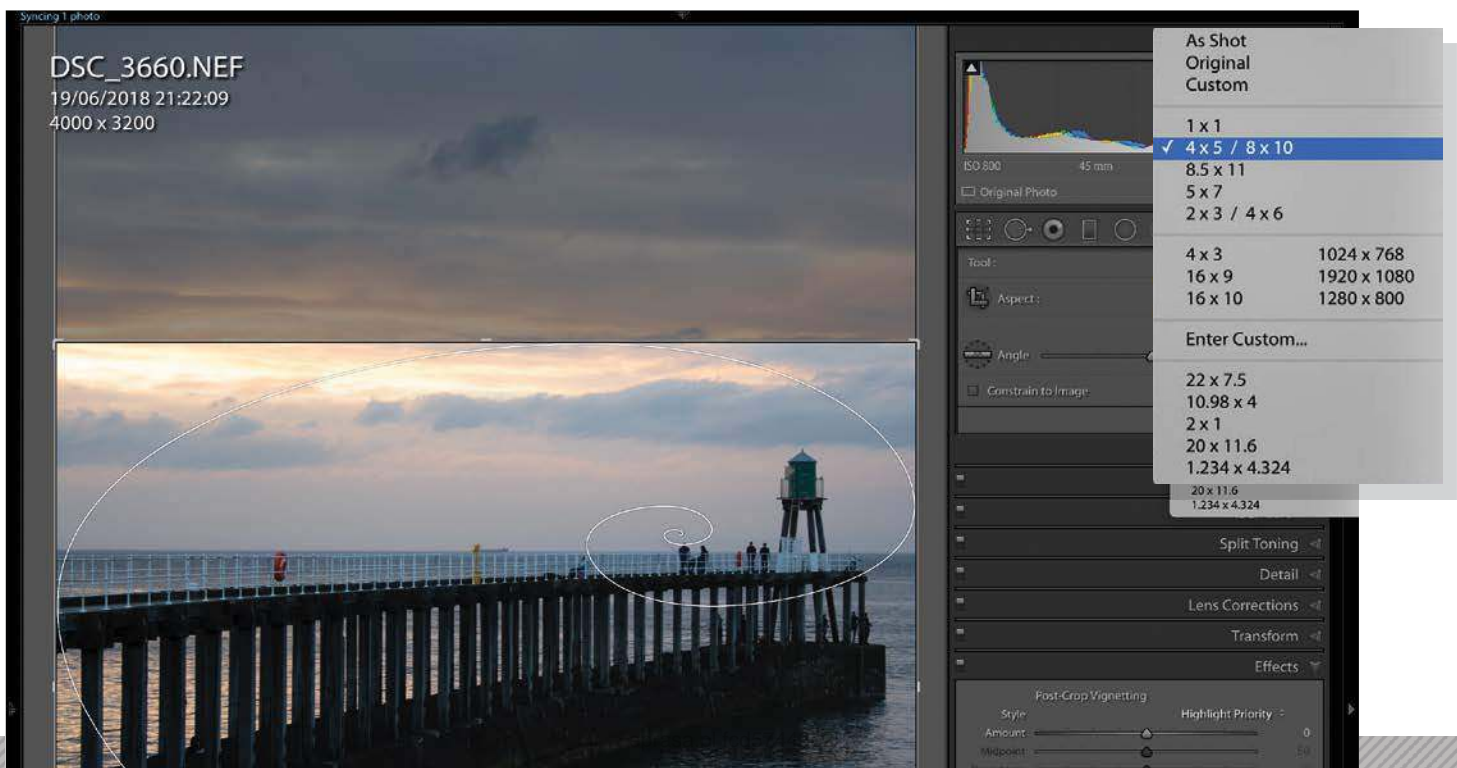 Syncing 1 photo
DSC_3660.NEF
19/06/2018 21:22:09
4000 x 3200
ISO 800 45 mm
Original Photo
Tool :
Aspect :
Angle
Constrain to Image
As Shot
Original
Custom
1 x 1
✓ 4 x 5 / 8 x 10
8.5 x 11
5 x 7
2 x 3 / 4 x 6
4 x 3 1024 x 768
16 x 9 1920 x 1080
16 x 10 1280 x 800
Enter Custom...
22 x 7.5
10.98 x 4
2 x 1
20 x 11.6
1.234 x 4.324
20 x 11.6
1.234 x 4.324
Split Toning
Detail
Lens Corrections
Transform
Effects
Post-Crop Vignetting
Style Highlight Priority
Amount 0
Midpoint 50